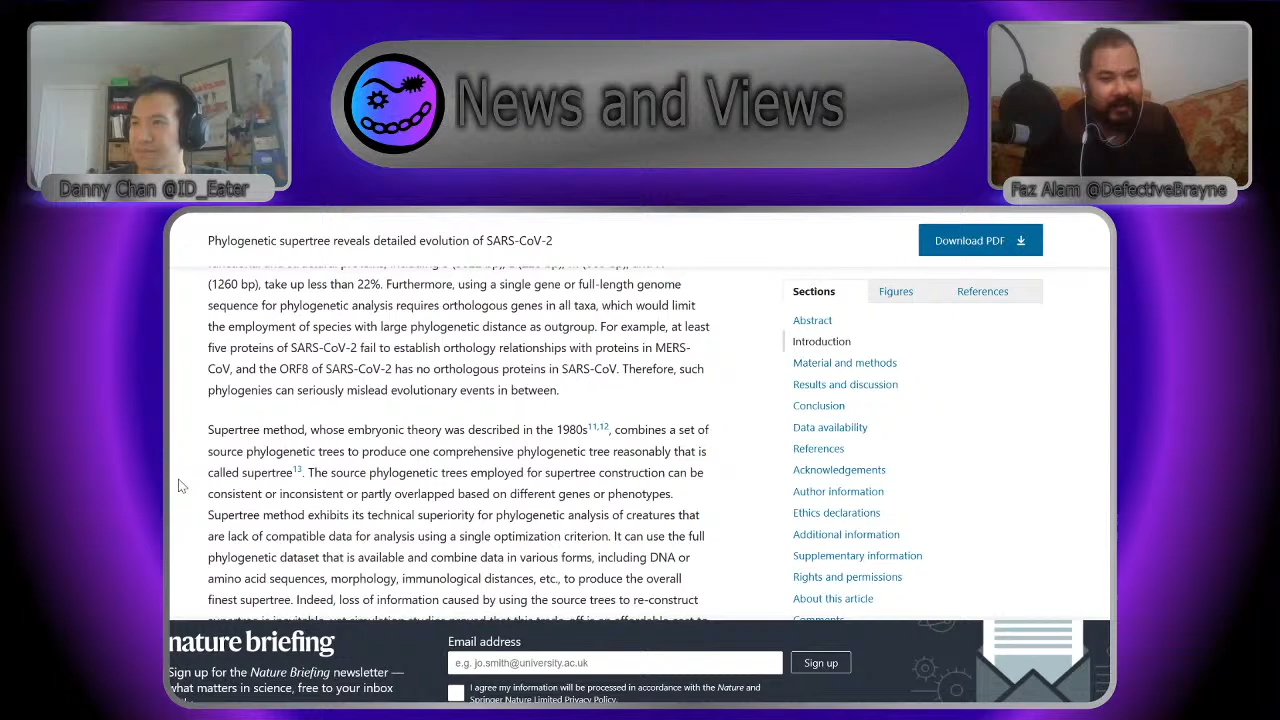 News and Views
Danny Chan @ID_Eater
Faz Alam @DefectiveBrayne
Phylogenetic supertree reveals detailed evolution of SARS-CoV-2
Download PDF
(1260 bp), take up less than 22%. Furthermore, using a single gene or full-length genome
sequence for phylogenetic analysis requires orthologous genes in all taxa, which would limit
the employment of species with large phylogenetic distance as outgroup. For example, at least
five proteins of SARS-CoV-2 fail to establish orthology relationships with proteins in MERS-
CoV, and the ORF8 of SARS-CoV-2 has no orthologous proteins in SARS-CoV. Therefore, such
phylogenies can seriously mislead evolutionary events in between.
Supertree method, whose embryonic theory was described in the 1980s11,12, combines a set of
source phylogenetic trees to produce one comprehensive phylogenetic tree reasonably that is
called supertree13. The source phylogenetic trees employed for supertree construction can be
consistent or inconsistent or partly overlapped based on different genes or phenotypes.
Supertree method exhibits its technical superiority for phylogenetic analysis of creatures that
are lack of compatible data for analysis using a single optimization criterion. It can use the full
phylogenetic dataset that is available and combine data in various forms, including DNA or
amino acid sequences, morphology, immunological distances, etc., to produce the overall
finest supertree. Indeed, loss of information caused by using the source trees to re-construct
Sections
Figures
References
Abstract
Introduction
Material and methods
Results and discussion
Conclusion
Data availability
References
Acknowledgements
Author information
Ethics declarations
Additional information
Supplementary information
Rights and permissions
About this article
Comments
nature briefing
Sign up for the Nature Briefing newsletter —
what matters in science, free to your inbox
Email address
e.g. jo.smith@university.ac.uk
Sign up
I agree my information will be processed in accordance with the Nature and
Springer Nature Limited Privacy Policy.